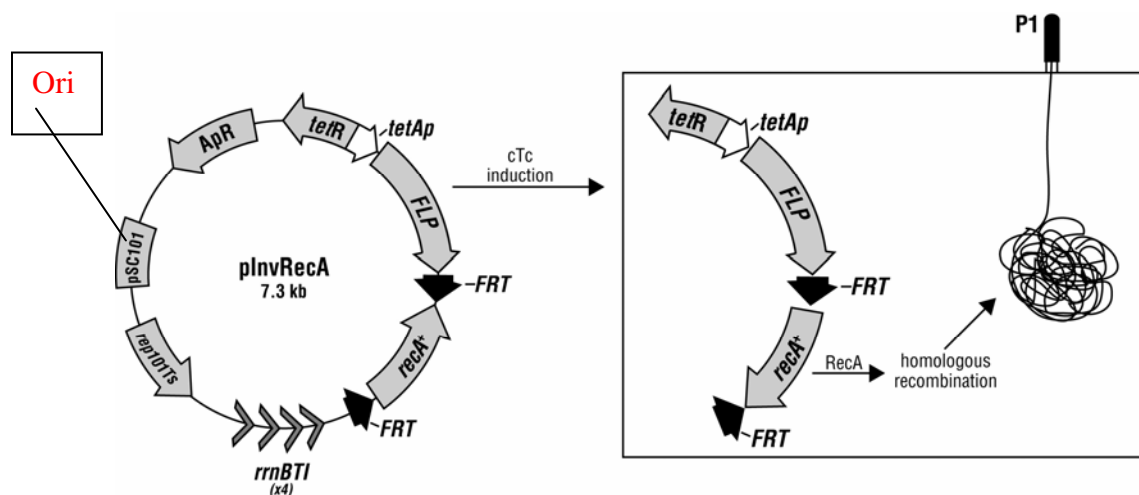 Ori
P1
ApR
tetR
tetAp
cTc
induction
tetR
tetAp
FLP
FLP
pSC101
pInvRecA
7.3 kb
–FRT
–FRT
rep101Ts
recA+
recA+
RecA
homologous
recombination
–FRT
–FRT
rrnBTI
(x4)